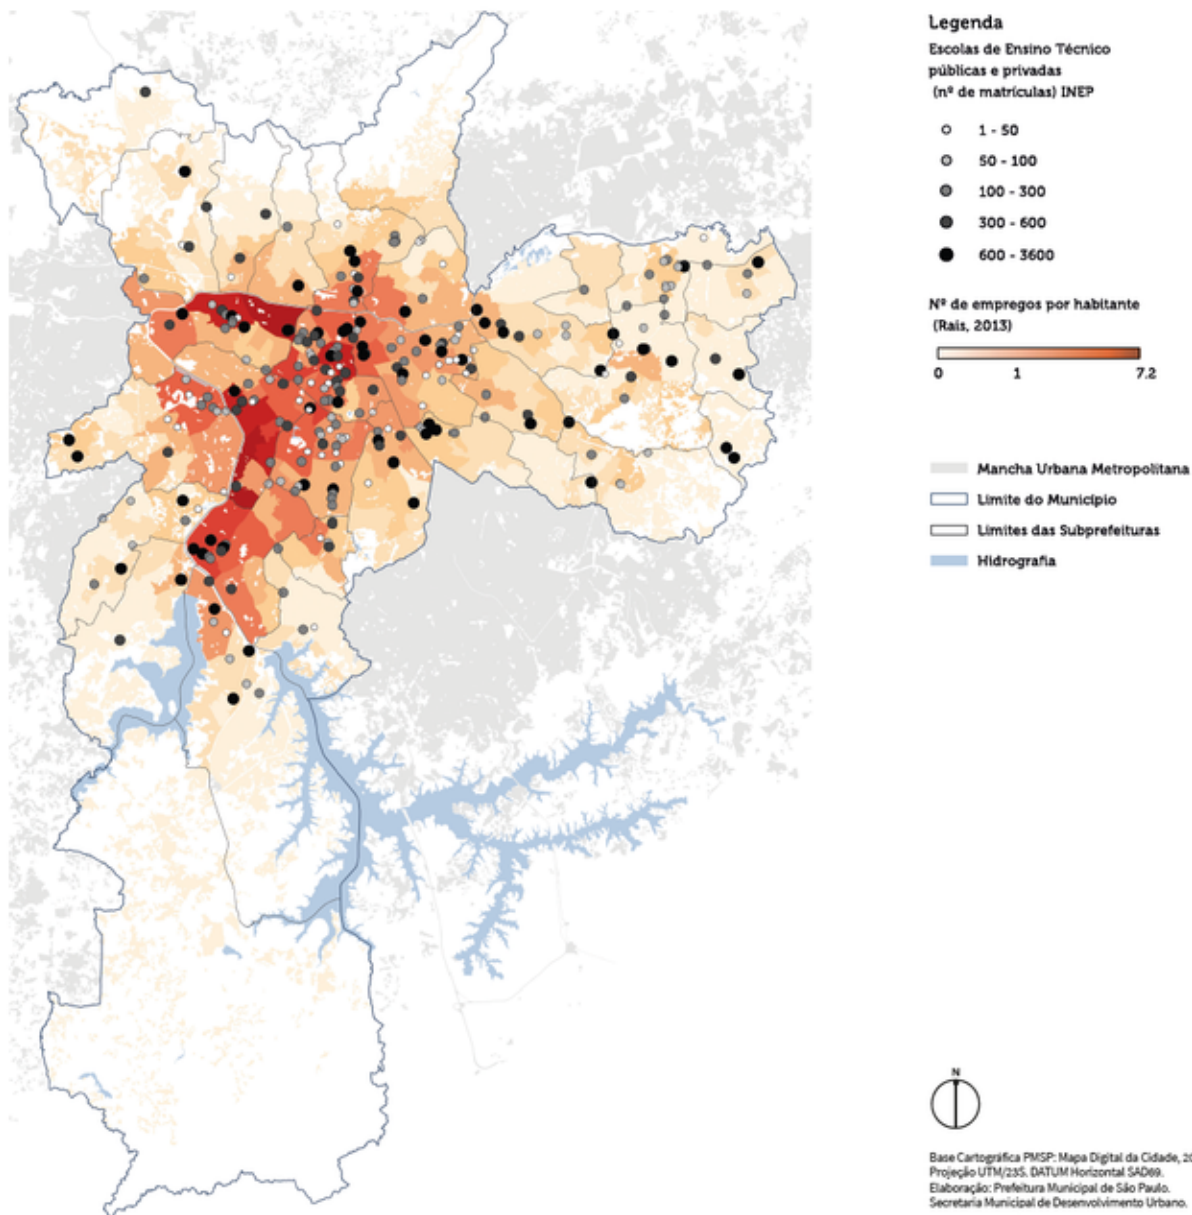 Legenda
Escolas de Ensino Técnico
públicas e privadas
(nº de matrículas) INEP
1 - 50
50 - 100
100 - 300
300 - 600
600 - 3600
Nº de empregos por habitante
(Rais, 2013)
0 1 7.2
Mancha Urbana Metropolitana
Limite do Município
Limites das Subprefeituras
Hidrografia
N
Base Cartográfica PMSP: Mapa Digital da Cidade, 20
Projeção UTM/23S. DATUM Horizontal SAD69.
Elaboração: Prefeitura Municipal de São Paulo.
Secretaria Municipal de Desenvolvimento Urbano.